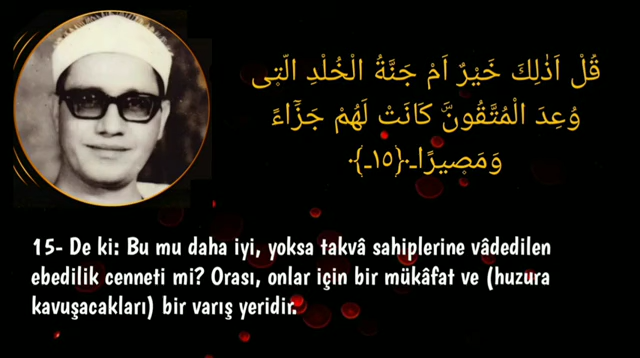 قُلْ اَذٰلِكَ خَيْرٌ اَمْ جَنَّةُ الْخُلْدِ الَّتٖى
وُعِدَ الْمُتَّقُونَؕ كَانَتْ لَهُمْ جَزَٓاءً
وَمَصٖيرًا ﴿١٥﴾
15- De ki: Bu mu daha iyi, yoksa takvâ sahiplerine vâdedilen
ebedilik cenneti mi? Orası, onlar için bir mükâfat ve (huzura
kavuşacakları) bir varış yeridir.